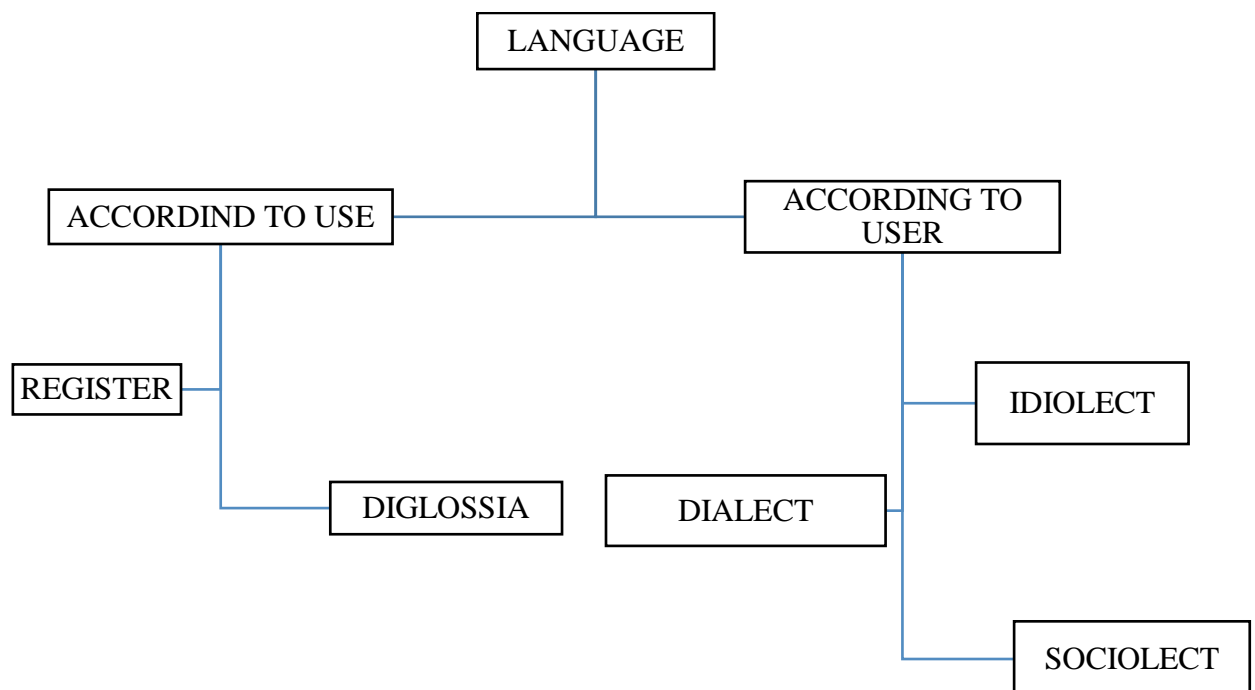 LANGUAGE
ACCORDIND TO USE
ACCORDING TO
USER
REGISTER
IDIOLECT
DIGLOSSIA
DIALECT
SOCIOLECT